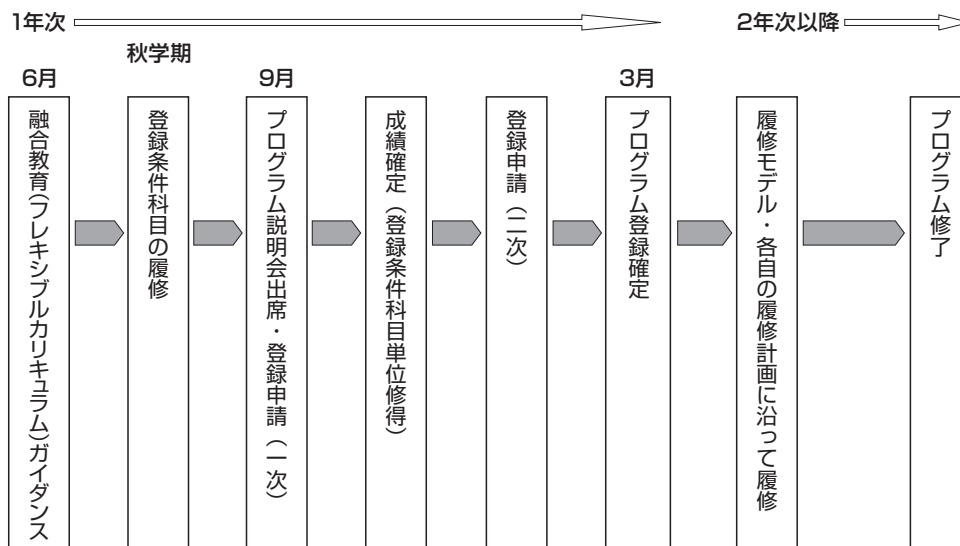 1年次
2年次以降
秋学期
6月
9月
3月
融合教育(フレキシブルカリキュラム)ガイダンス
登録条件科目の履修
プログラム説明会出席・登録申請(一次)
成績確定(登録条件科目単位修得)
登録申請(二次)
プログラム登録確定
履修モデル・各自の履修計画に沿って履修
プログラム修了